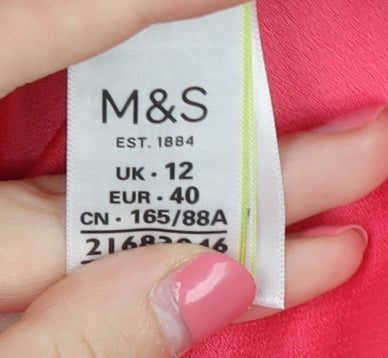 M&S
EST. 1884
UK · 12
EUR · 40
CN · 165/88A